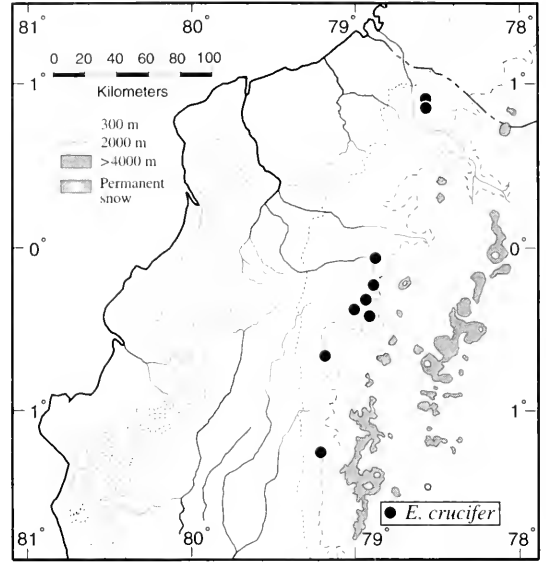 81 80 79 78
0 20 40 60 80 100
1° 1°
Kilometers
300 m
2000 m
>4000 m
Permanent
snow
0° 0°
1° 1°
E. crucifer
81 80 79 78